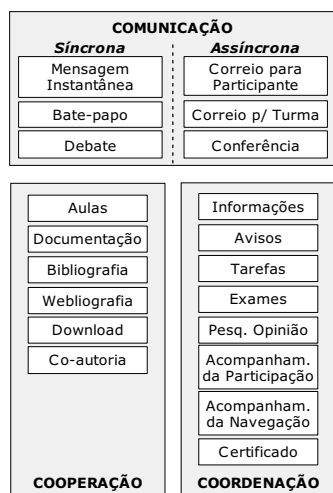 COMUNICAÇÃO
Síncrona
Mensagem
Instantânea
Bate-papo
Debate
Assíncrona
Correio para
Participante
Correio p/ Turma
Conferência
Aulas
Documentação
Bibliografia
Webliografia
Download
Co-autoria
COOPERAÇÃO
Informações
Avisos
Tarefas
Exames
Pesq. Opinião
Acompanham.
da Participação
Acompanham.
da Navegação
Certificado
COORDENAÇÃO